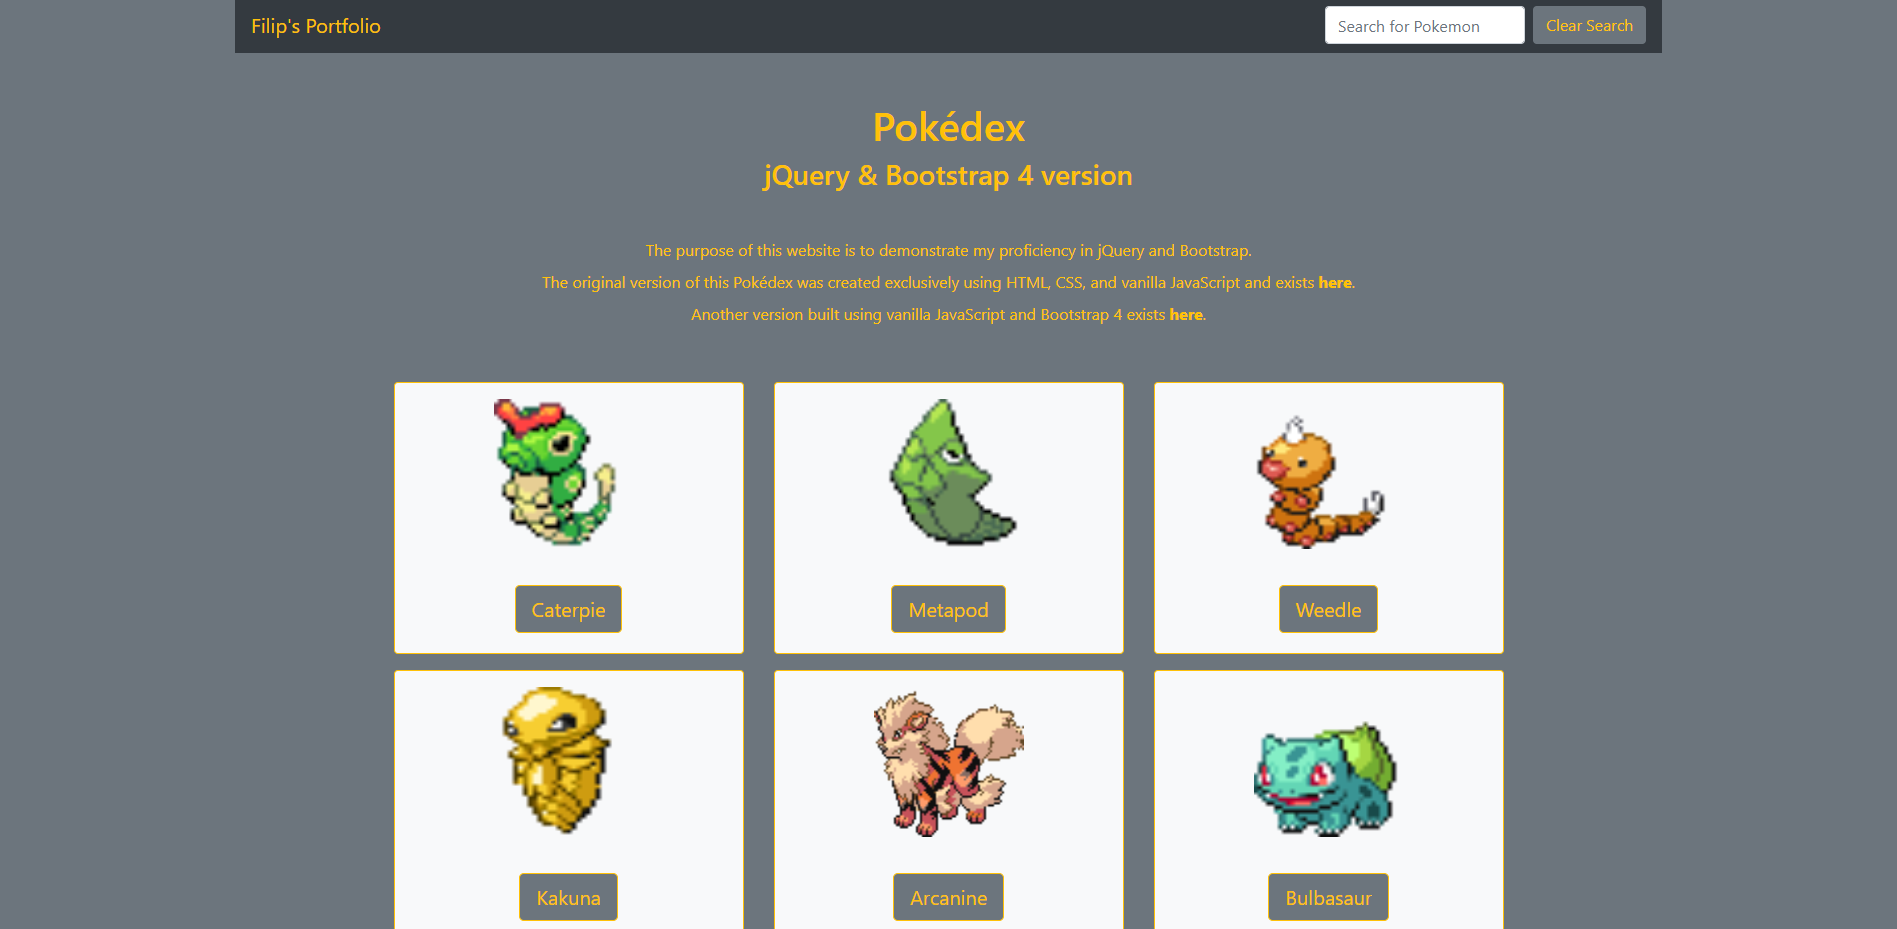 Filip's Portfolio
Search for Pokemon
Clear Search
Pokédex
jQuery & Bootstrap 4 version
The purpose of this website is to demonstrate my proficiency in jQuery and Bootstrap.
The original version of this Pokédex was created exclusively using HTML, CSS, and vanilla JavaScript and exists here.
Another version built using vanilla JavaScript and Bootstrap 4 exists here.
Caterpie
Metapod
Weedle
Kakuna
Arcanine
Bulbasaur